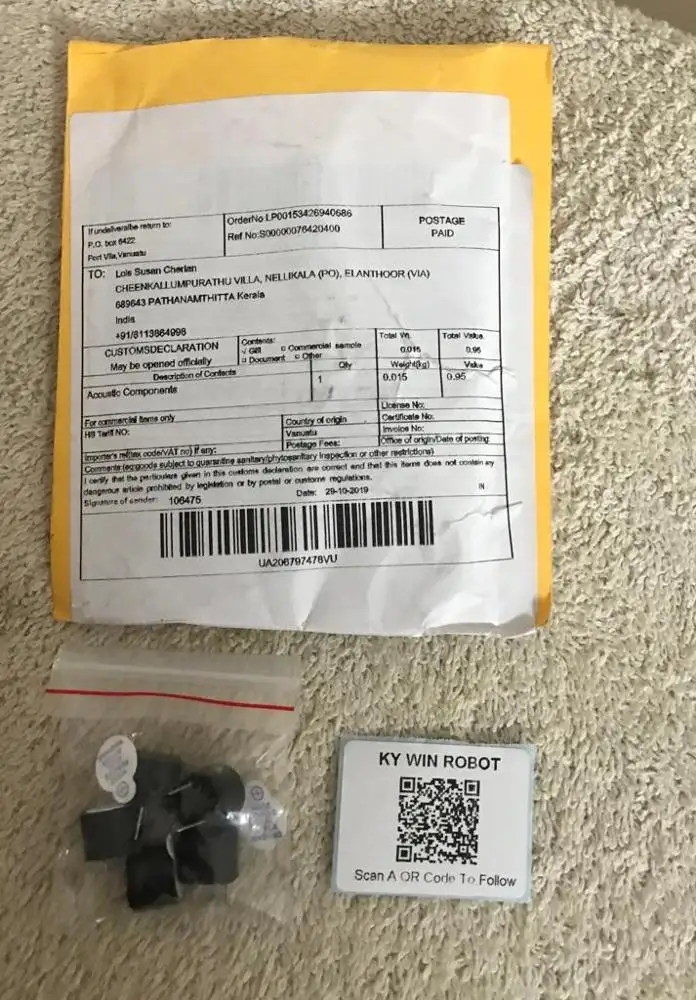 If undeliveralbe return to:
P.O. box 6422
Port Vila,Vanuatu
OrderNo LP00153426940686
Ref No:S00000076420400
POSTAGE
PAID
TO: Lois Susan Cherian
CHEENKALLUMPURATHU VILLA, NELLIKALA (PO), ELANTHOOR (VIA)
689643 PATHANAMTHITTA Kerala
India
+91/8113864998
CUSTOMSDECLARATION
May be opened officially
Contents:
√ Gift □ Commercial sample
□ Document □ Other
Total Wt.
0.015
Total Value
0.95
Description of Contects
Qty
Weight(kg)
Value
Acoustic Components
1
0.015
0.95
For commercial items only
HS Tariff NO:
Country of origin
Vanuatu
Postage Fees:
License No:
Certificate No:
Invoice No:
Office of origin/Date of posting
Importer's ref(tax code/VAT no) if any:
Comments:(eg:goods subject to quarantine sanitary/phytosanitary inspection or other restrictions)
I certify that the particulars given in this customs declaration are correct and that this items does not contain any
dangerous article prohibited by legislation or by postal or customs regulations.
Signature of sender: 106475
Date: 29-10-2019
IN
UA206797478VU
KY WIN ROBOT
Scan A QR Code To Follow